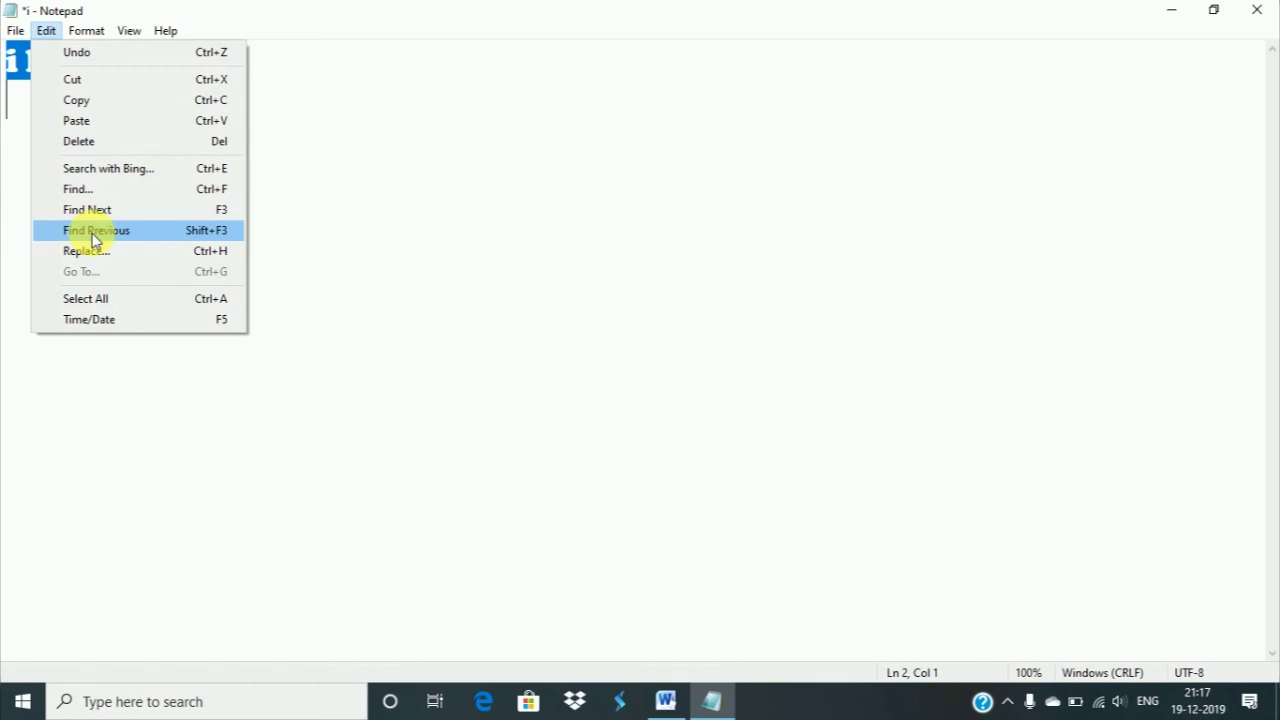 *i - Notepad
File Edit Format View Help
Undo Ctrl+Z
Cut Ctrl+X
Copy Ctrl+C
Paste Ctrl+V
Delete Del
Search with Bing... Ctrl+E
Find... Ctrl+F
Find Next F3
Find Previous Shift+F3
Replace... Ctrl+H
Go To... Ctrl+G
Select All Ctrl+A
Time/Date F5
Ln 2, Col 1 100% Windows (CRLF) UTF-8
Type here to search
ENG
21:17
19-12-2019